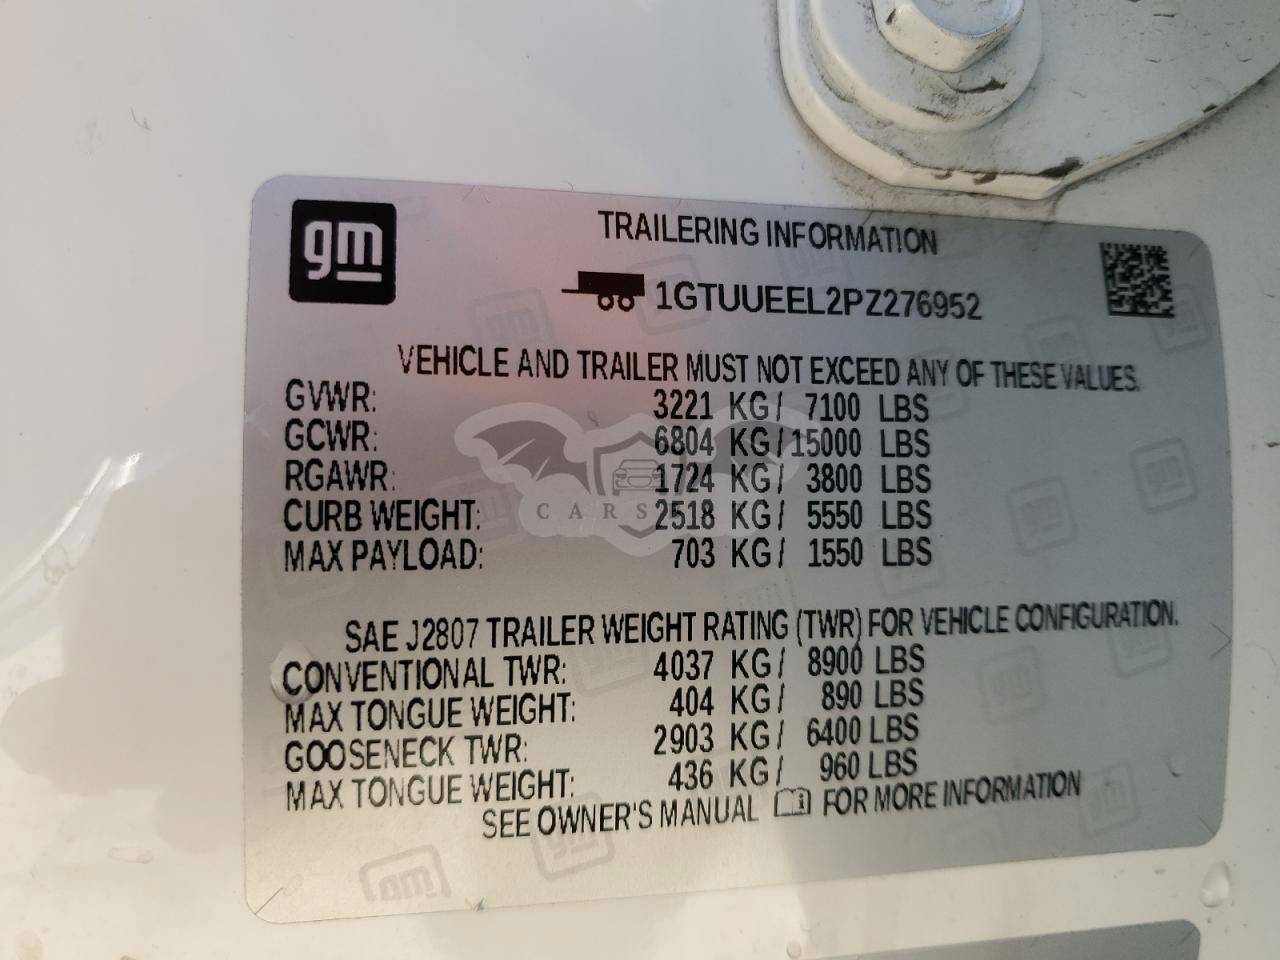 gm
TRAILERING INFORMATION
1GTUUEEL2PZ276952
VEHICLE AND TRAILER MUST NOT EXCEED ANY OF THESE VALUES.
GVWR: 3221 KG / 7100 LBS
GCWR: 6804 KG / 15000 LBS
RGAWR: 1724 KG / 3800 LBS
CURB WEIGHT: 2518 KG / 5550 LBS
MAX PAYLOAD: 703 KG / 1550 LBS
SAE J2807 TRAILER WEIGHT RATING (TWR) FOR VEHICLE CONFIGURATION.
CONVENTIONAL TWR: 4037 KG / 8900 LBS
MAX TONGUE WEIGHT: 404 KG / 890 LBS
GOOSENECK TWR: 2903 KG / 6400 LBS
MAX TONGUE WEIGHT: 436 KG / 960 LBS
SEE OWNER'S MANUAL FOR MORE INFORMATION